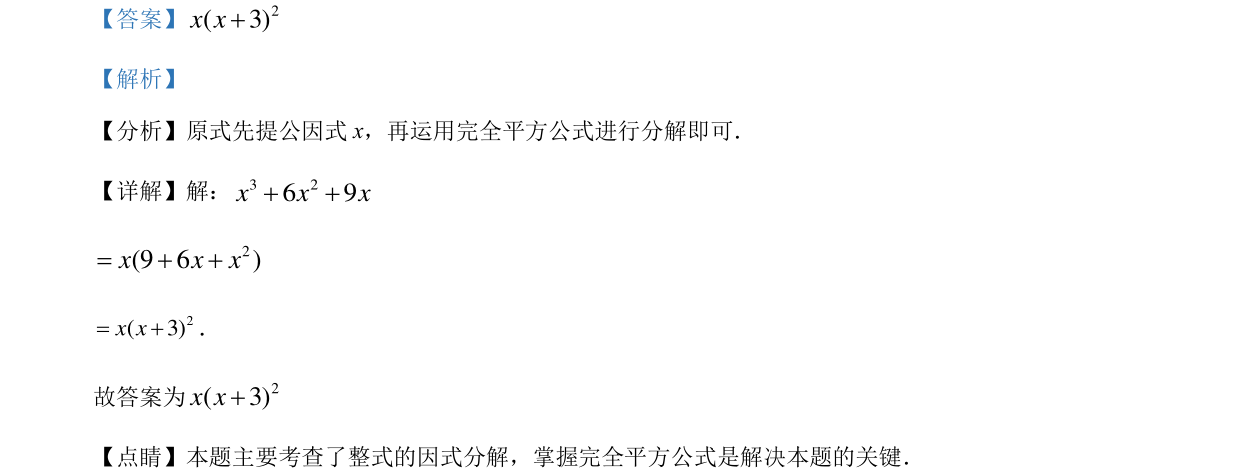 【答案】x(x+3)²
【解析】
【分析】原式先提公因式 x，再运用完全平方公式进行分解即可．
【详解】解：x³+6x²+9x
=x(9+6x+x²)
=x(x+3)²．
故答案为x(x+3)²
【点睛】本题主要考查了整式的因式分解，掌握完全平方公式是解决本题的关键．